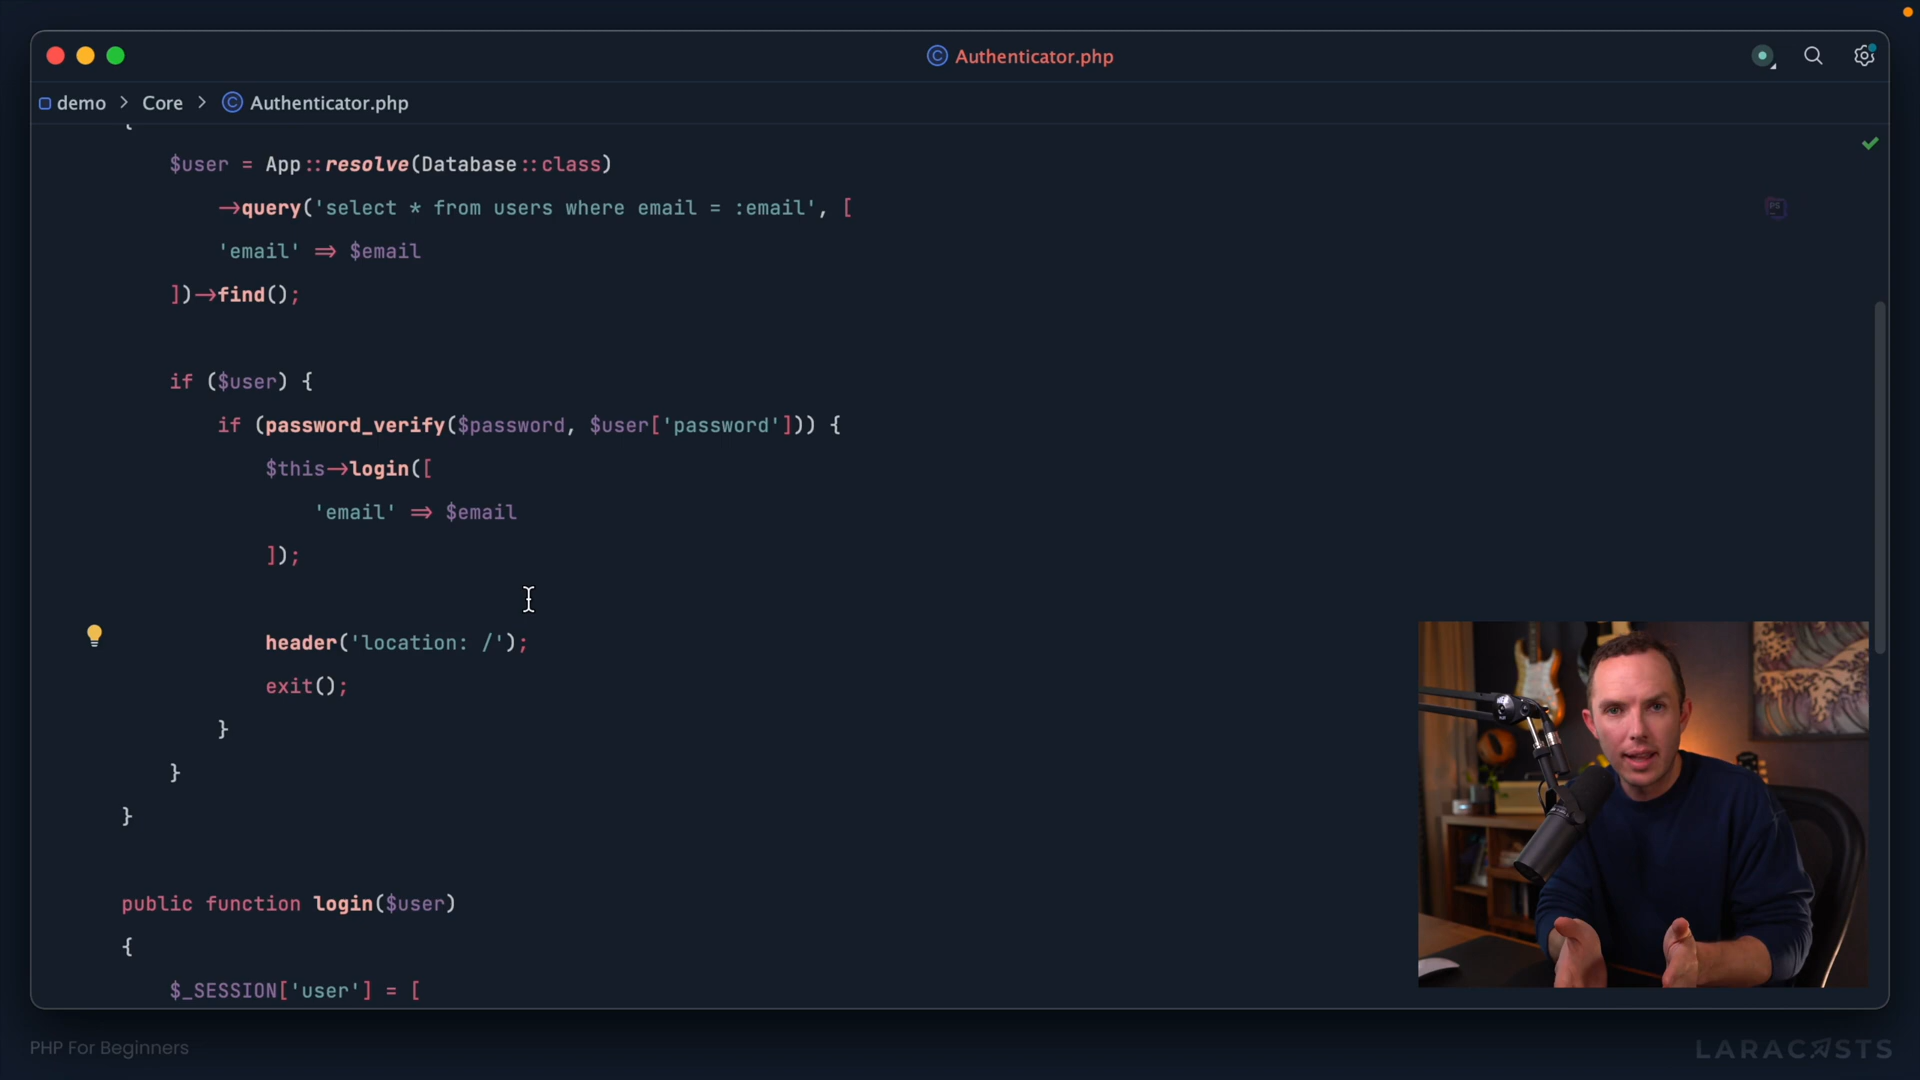 Authenticator.php
demo > Core > Authenticator.php
{
$user = App::resolve(Database::class)
->query('select * from users where email = :email', [
'email' => $email
])->find();
if ($user) {
if (password_verify($password, $user['password'])) {
$this->login([
'email' => $email
]);
header('location: /');
exit();
}
}
}
public function login($user)
{
$_SESSION['user'] = [
PHP For Beginners
LARACASTS